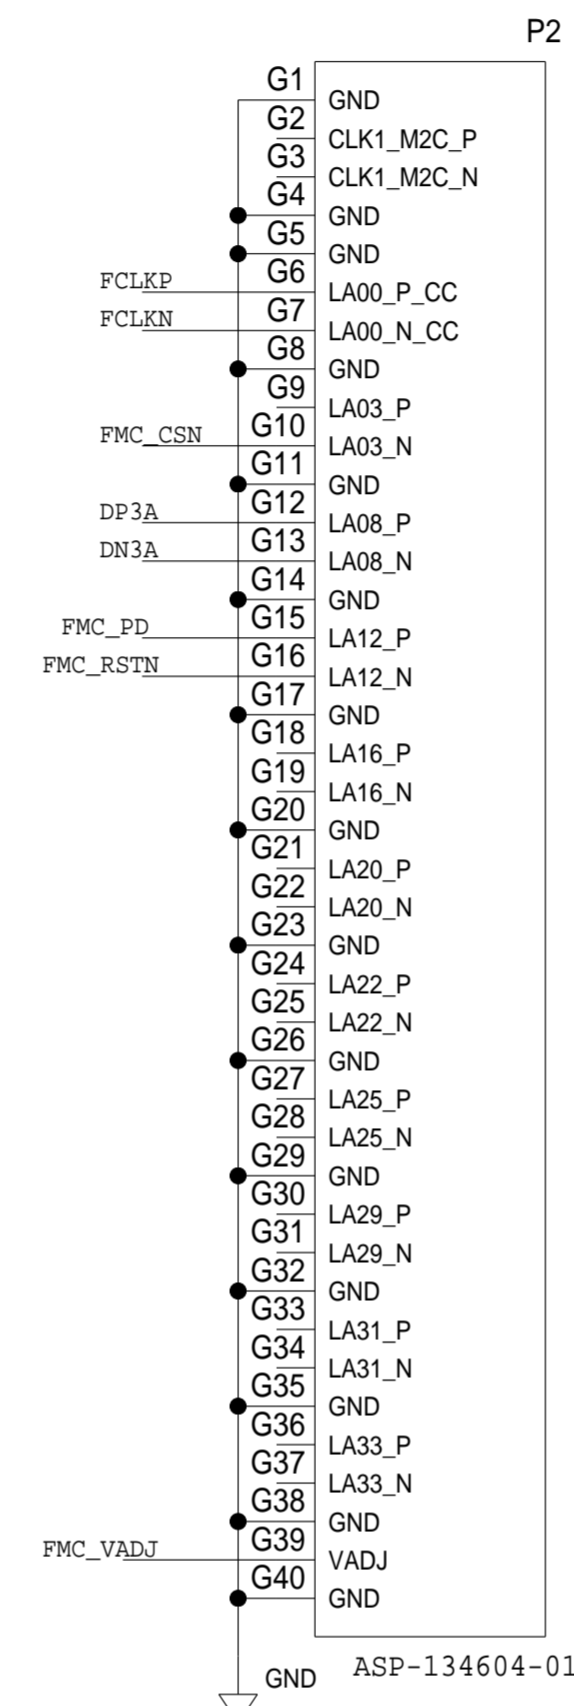 P2
G1 GND
G2 CLK1_M2C_P
G3 CLK1_M2C_N
G4 GND
G5 GND
FCLKP G6 LA00_P_CC
FCLKN G7 LA00_N_CC
G8 GND
G9 LA03_P
FMC_CSN G10 LA03_N
G11 GND
DP3A G12 LA08_P
DN3A G13 LA08_N
G14 GND
FMC_PD G15 LA12_P
FMC_RSTN G16 LA12_N
G17 GND
G18 LA16_P
G19 LA16_N
G20 GND
G21 LA20_P
G22 LA20_N
G23 GND
G24 LA22_P
G25 LA22_N
G26 GND
G27 LA25_P
G28 LA25_N
G29 GND
G30 LA29_P
G31 LA29_N
G32 GND
G33 LA31_P
G34 LA31_N
G35 GND
G36 LA33_P
G37 LA33_N
G38 GND
FMC_VADJ G39 VADJ
G40 GND
GND ASP-134604-01